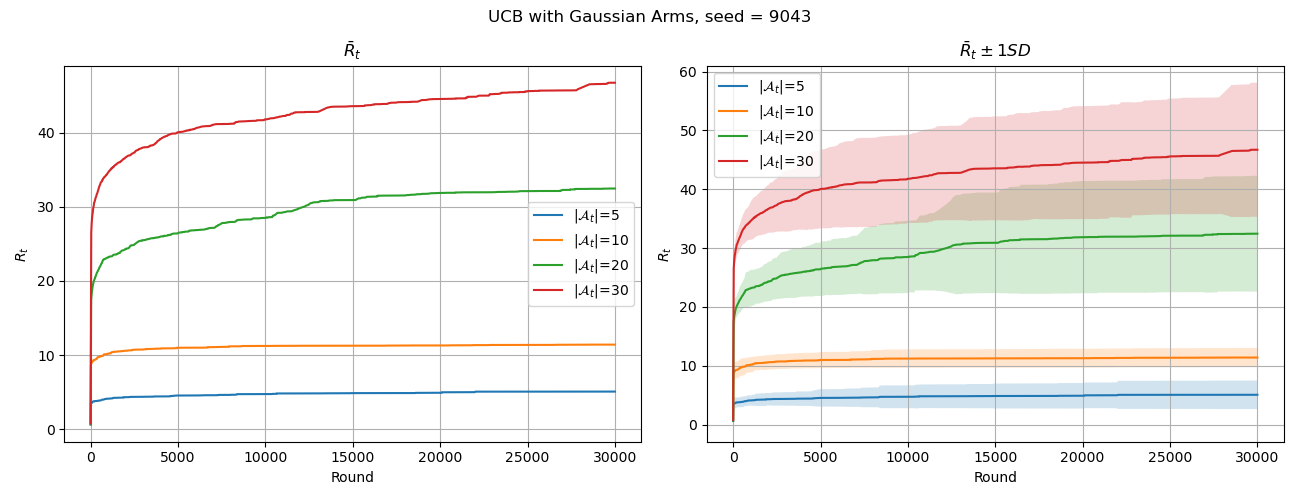 UCB with Gaussian Arms, seed = 9043
R̄ₜ
40
30
20
10
0
Rₜ
0 5000 10000 15000 20000 25000 30000
Round
|𝒜ₜ|=5
|𝒜ₜ|=10
|𝒜ₜ|=20
|𝒜ₜ|=30
R̄ₜ ± 1SD
60
50
40
30
20
10
0
Rₜ
0 5000 10000 15000 20000 25000 30000
Round
|𝒜ₜ|=5
|𝒜ₜ|=10
|𝒜ₜ|=20
|𝒜ₜ|=30